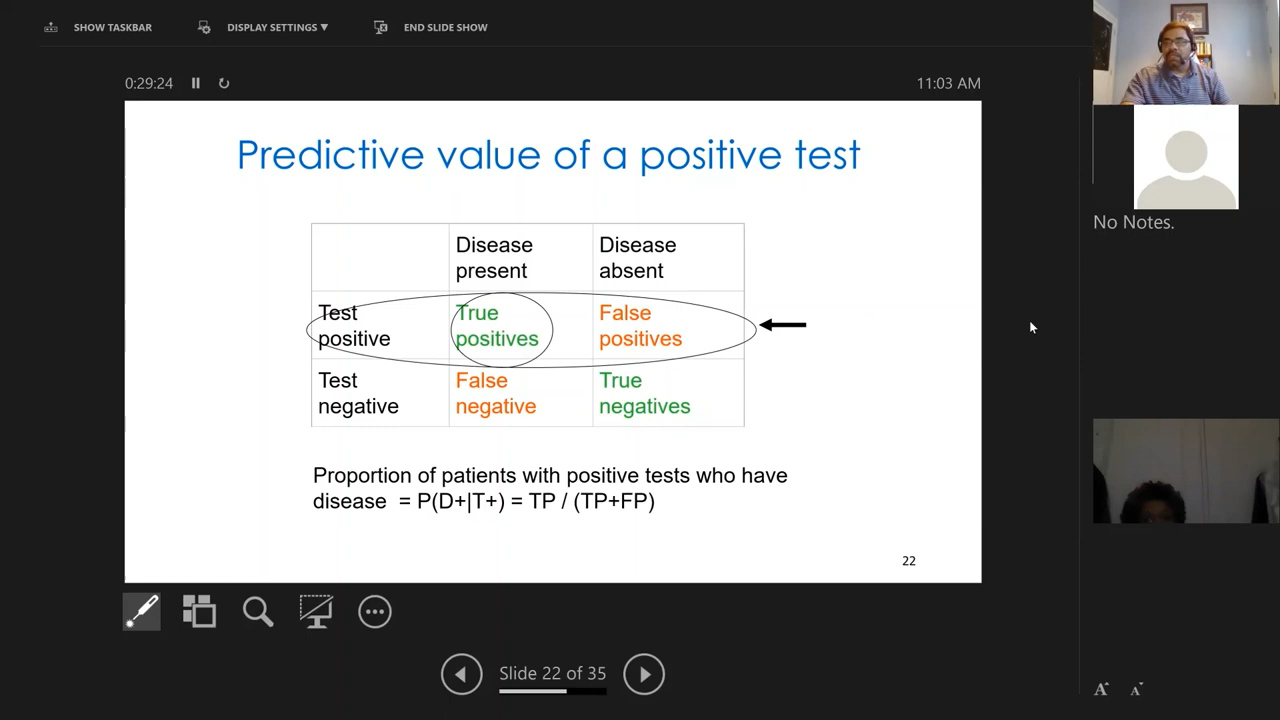 SHOW TASKBAR
DISPLAY SETTINGS ▼
END SLIDE SHOW
0:29:24
11:03 AM
Predictive value of a positive test
Disease present
Disease absent
Test positive
True positives
False positives
Test negative
False negative
True negatives
Proportion of patients with positive tests who have
disease = P(D+|T+) = TP / (TP+FP)
22
Slide 22 of 35
No Notes.
A A